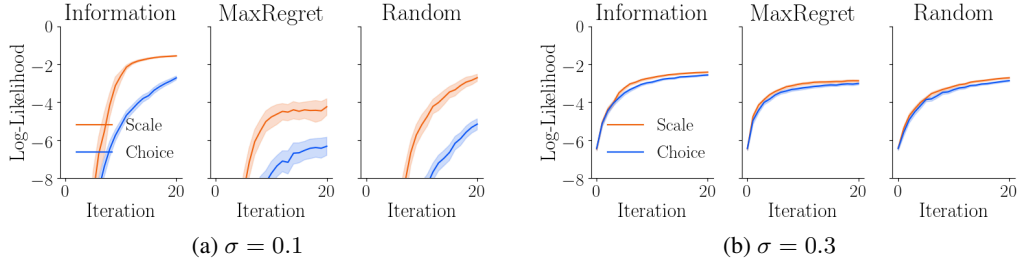 Information MaxRegret Random
0
−2
−4
−6
−8
Log-Likelihood
Scale
Choice
0 20 0 20 0 20
Iteration Iteration Iteration
(a) σ = 0.1
Information MaxRegret Random
0
−2
−4
−6
−8
Log-Likelihood
Scale
Choice
0 20 0 20 0 20
Iteration Iteration Iteration
(b) σ = 0.3